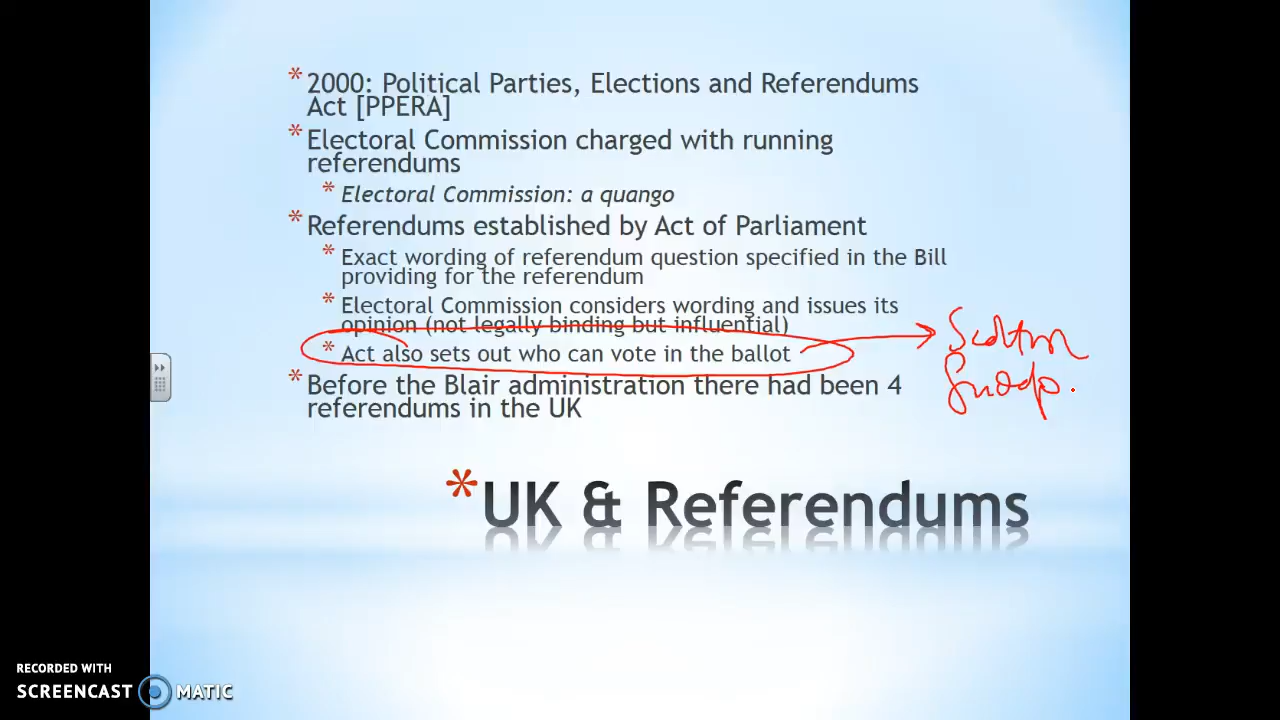 * 2000: Political Parties, Elections and Referendums
Act [PPERA]
* Electoral Commission charged with running
referendums
* Electoral Commission: a quango
* Referendums established by Act of Parliament
* Exact wording of referendum question specified in the Bill
providing for the referendum
* Electoral Commission considers wording and issues its
opinion (not legally binding but influential)
* Act also sets out who can vote in the ballot
* Before the Blair administration there had been 4
referendums in the UK
* UK & Referendums
RECORDED WITH
SCREENCAST MATIC